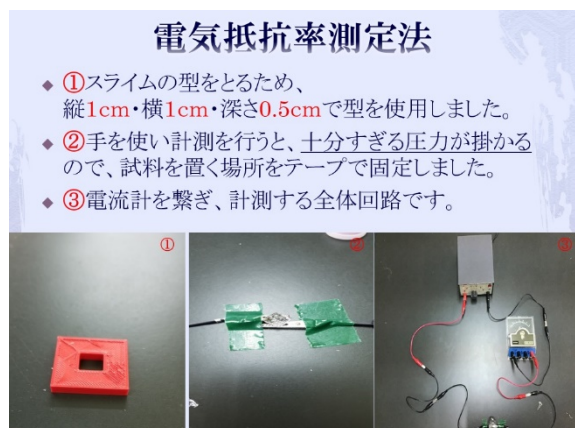 電気抵抗率測定法
◆ ①スライムの型をとるため、
縦1cm・横1cm・深さ0.5cmで型を使用しました。
◆ ②手を使い計測を行うと、十分すぎる圧力が掛かる
ので、試料を置く場所をテープで固定しました。
◆ ③電流計を繋ぎ、計測する全体回路です。
① ② ③